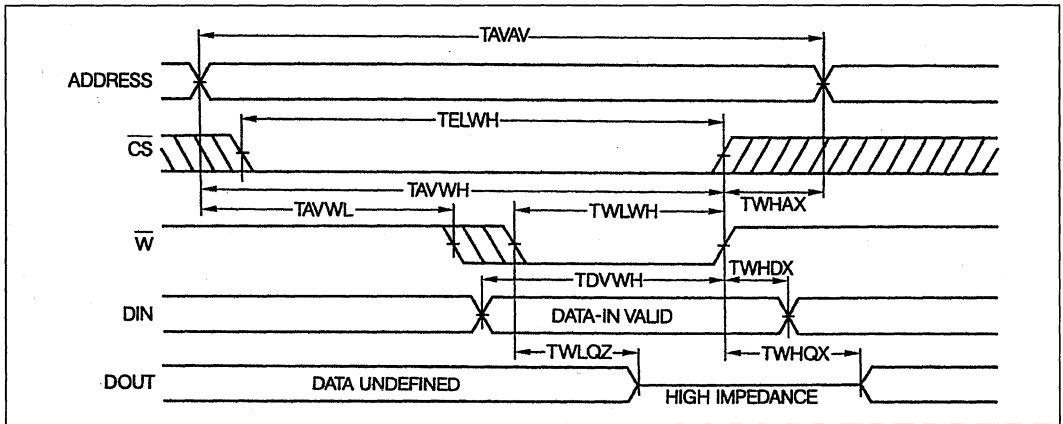 TAVAV
ADDRESS
TELWH
CS
TAVWH
TWHAX
TAVWL
TWLWH
W
TWHDX
TDVWH
DIN
DATA-IN VALID
TWLQZ
TWHQX
DOUT
DATA UNDEFINED
HIGH IMPEDANCE